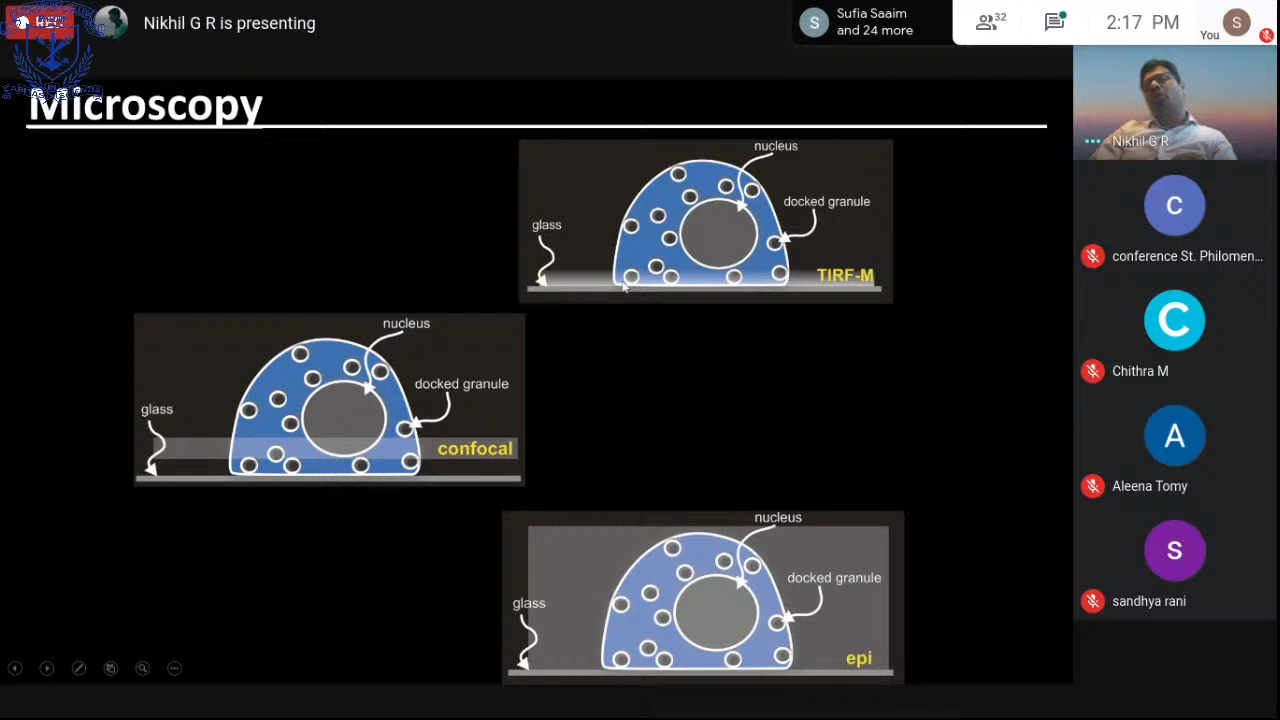 Nikhil G R is presenting
Sufia Saaim
and 24 more
32
2:17 PM
You
S
S
Microscopy
nucleus
docked granule
glass
TIRF-M
nucleus
docked granule
glass
confocal
nucleus
docked granule
glass
epi
Nikhil G R
C
conference St. Philomen...
C
Chithra M
A
Aleena Tomy
S
sandhya rani